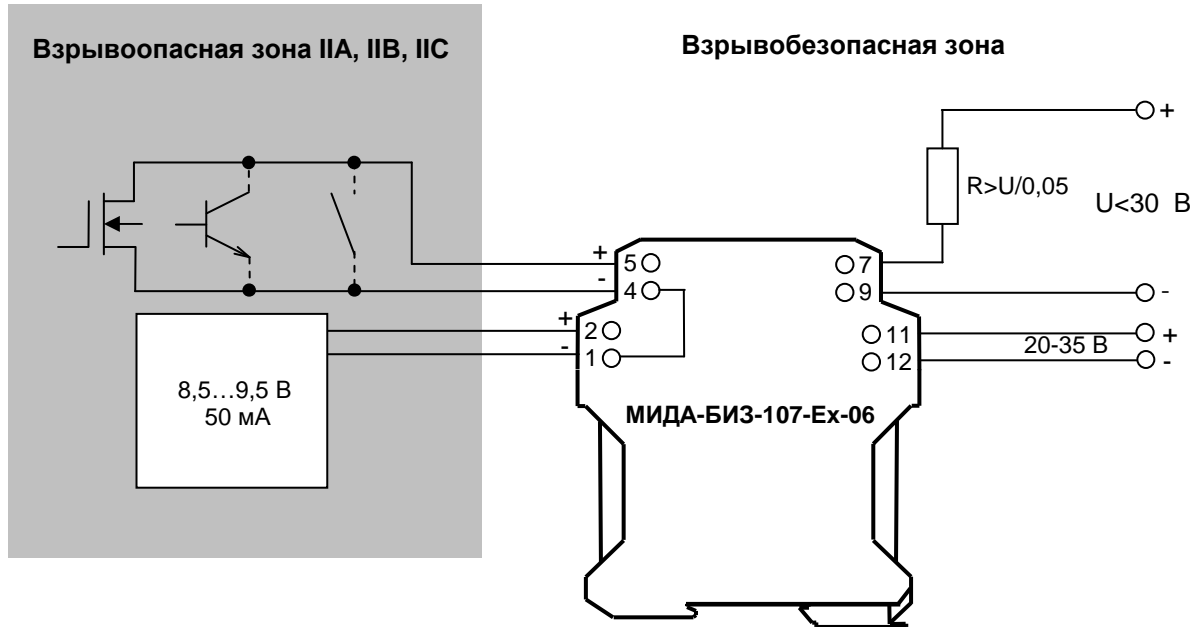 Взрывоопасная зона IIA, IIB, IIC
Взрывобезопасная зона
+
R>U/0,05
U<30 В
+
5
7
-
4
9
-
+
2
11
+
-
1
12
20-35 В
-
8,5...9,5 В
50 мА
МИДА-БИЗ-107-Ex-06